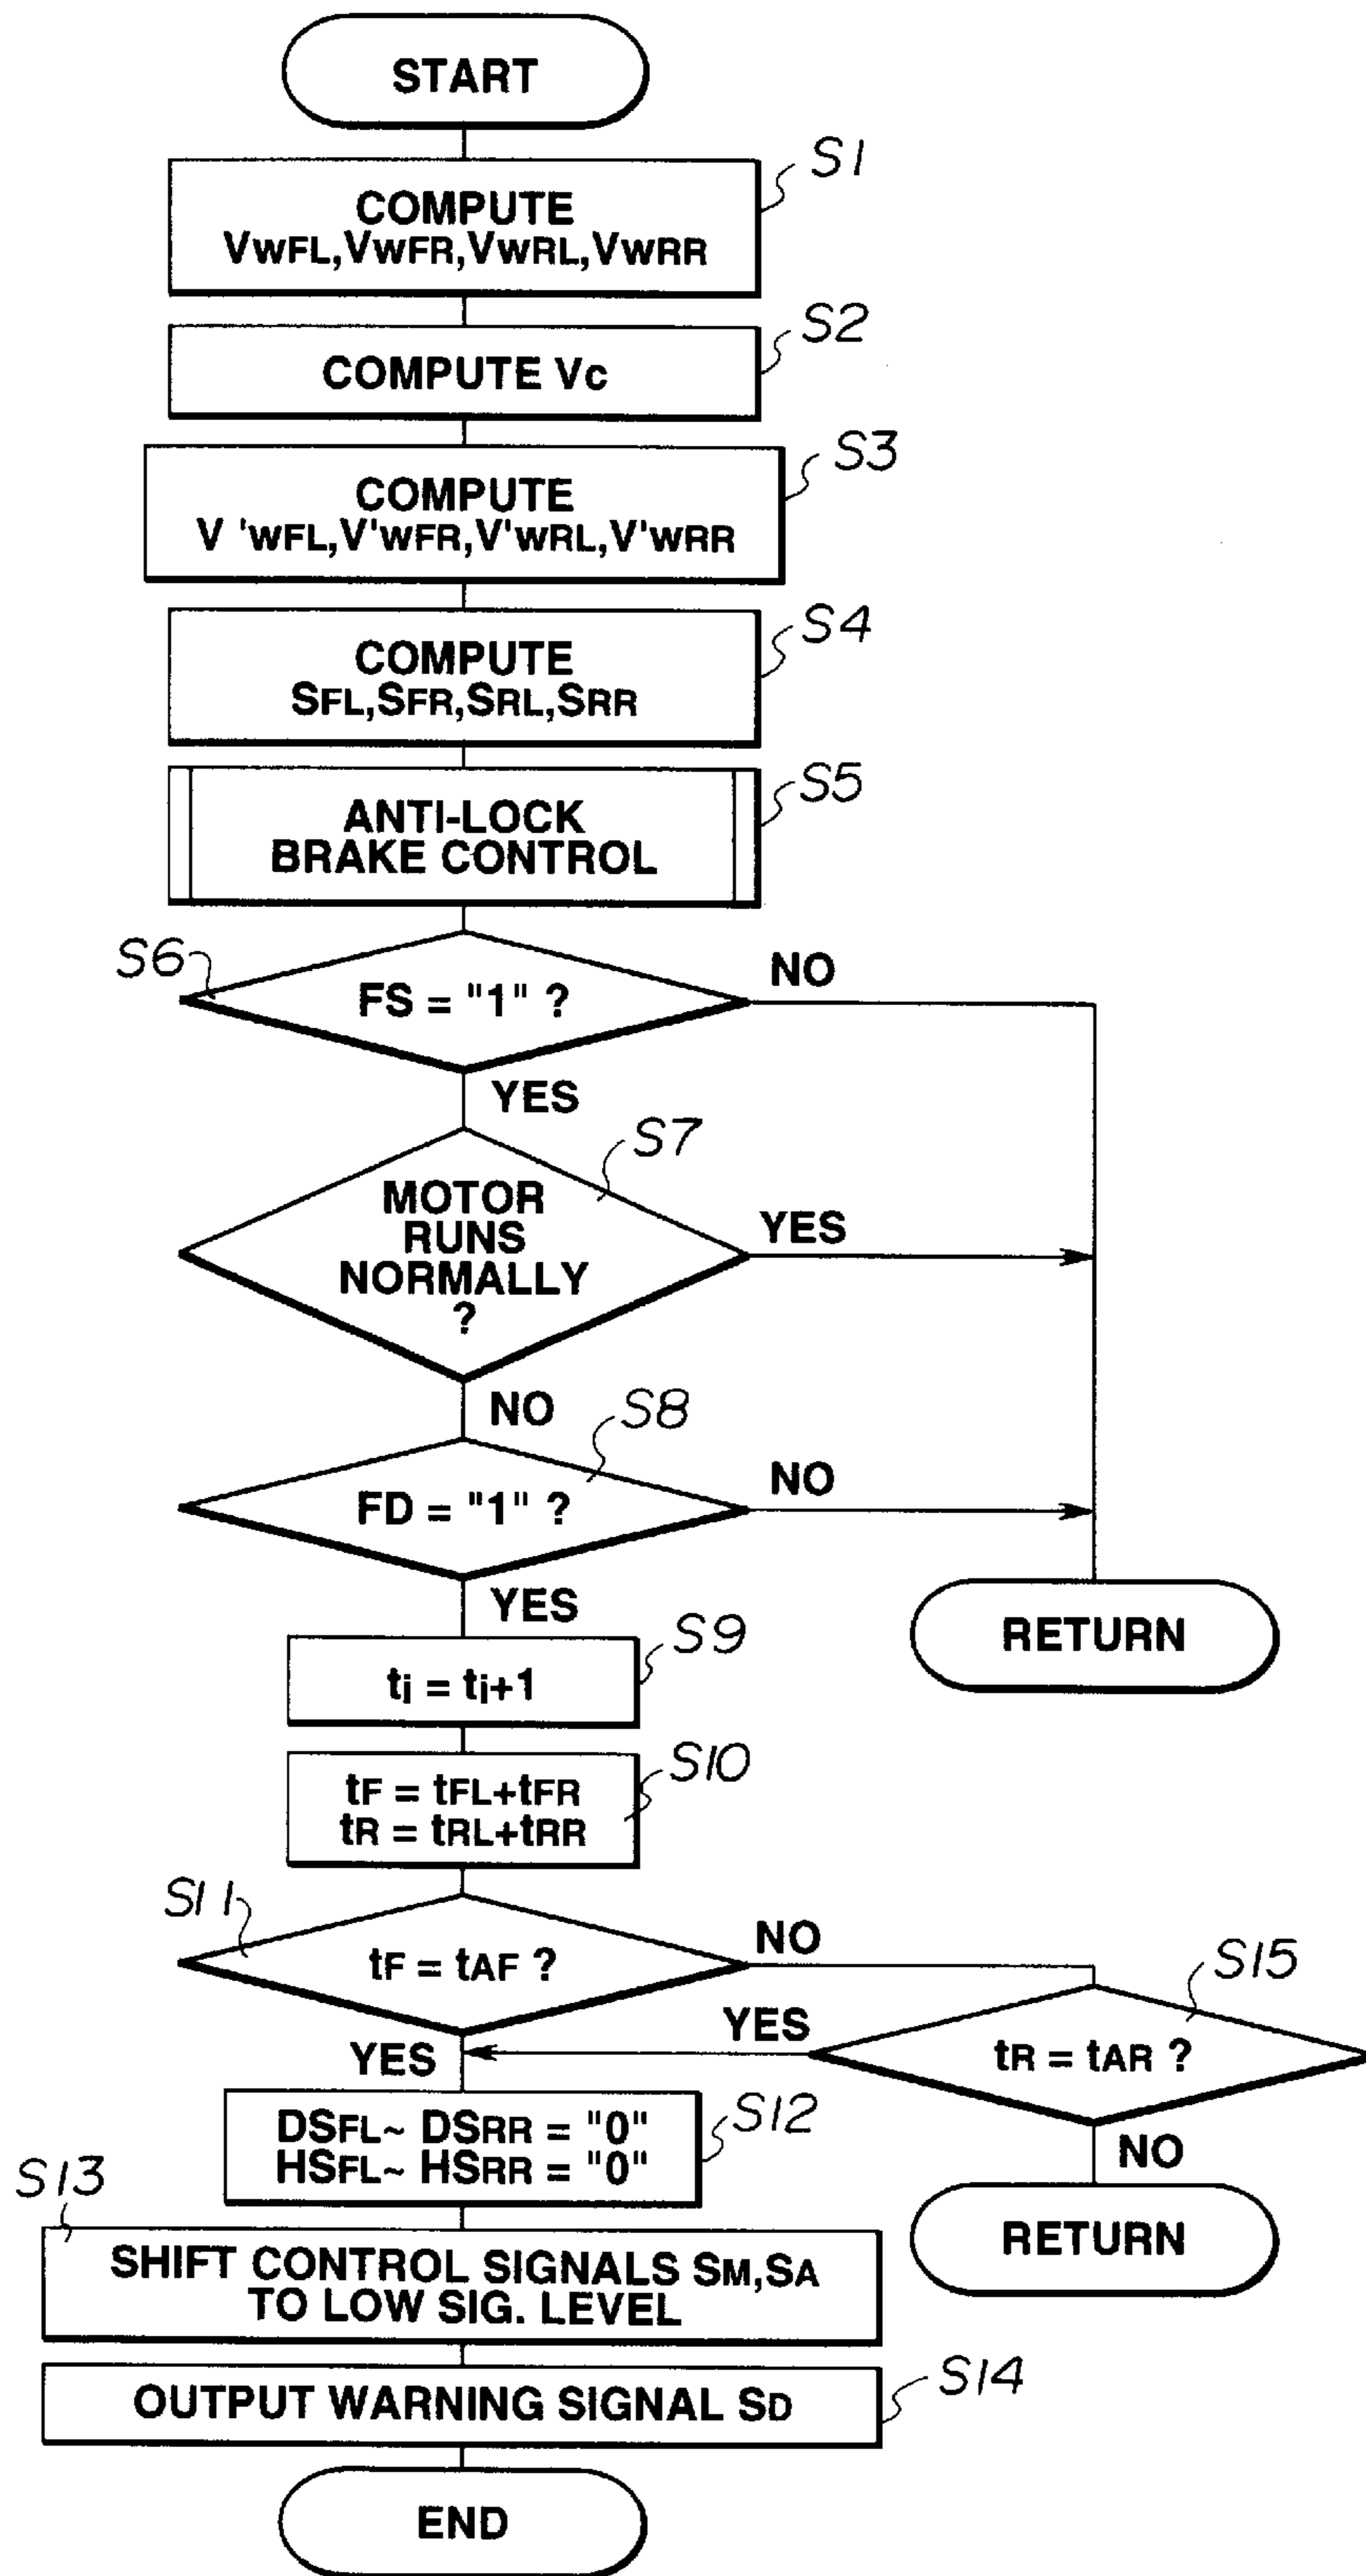 START
S1
COMPUTE
VWFL,VWFR,VWRL,VWRR
S2
COMPUTE VC
S3
COMPUTE
V 'WFL,V'WFR,V'WRL,V'WRR
S4
COMPUTE
SFL,SFR,SRL,SRR
S5
ANTI-LOCK
BRAKE CONTROL
S6
FS = "1" ?
NO
YES
S7
MOTOR
RUNS
NORMALLY
?
YES
NO
S8
FD = "1" ?
NO
YES
RETURN
S9
ti = ti+1
S10
tF = tFL+tFR
tR = tRL+tRR
S11
tF = tAF ?
NO
S15
YES
tR = tAR ?
YES
NO
RETURN
S12
DSFL~ DSRR = "0"
HSFL~ HSRR = "0"
S13
SHIFT CONTROL SIGNALS SM,SA
TO LOW SIG. LEVEL
S14
OUTPUT WARNING SIGNAL SD
END